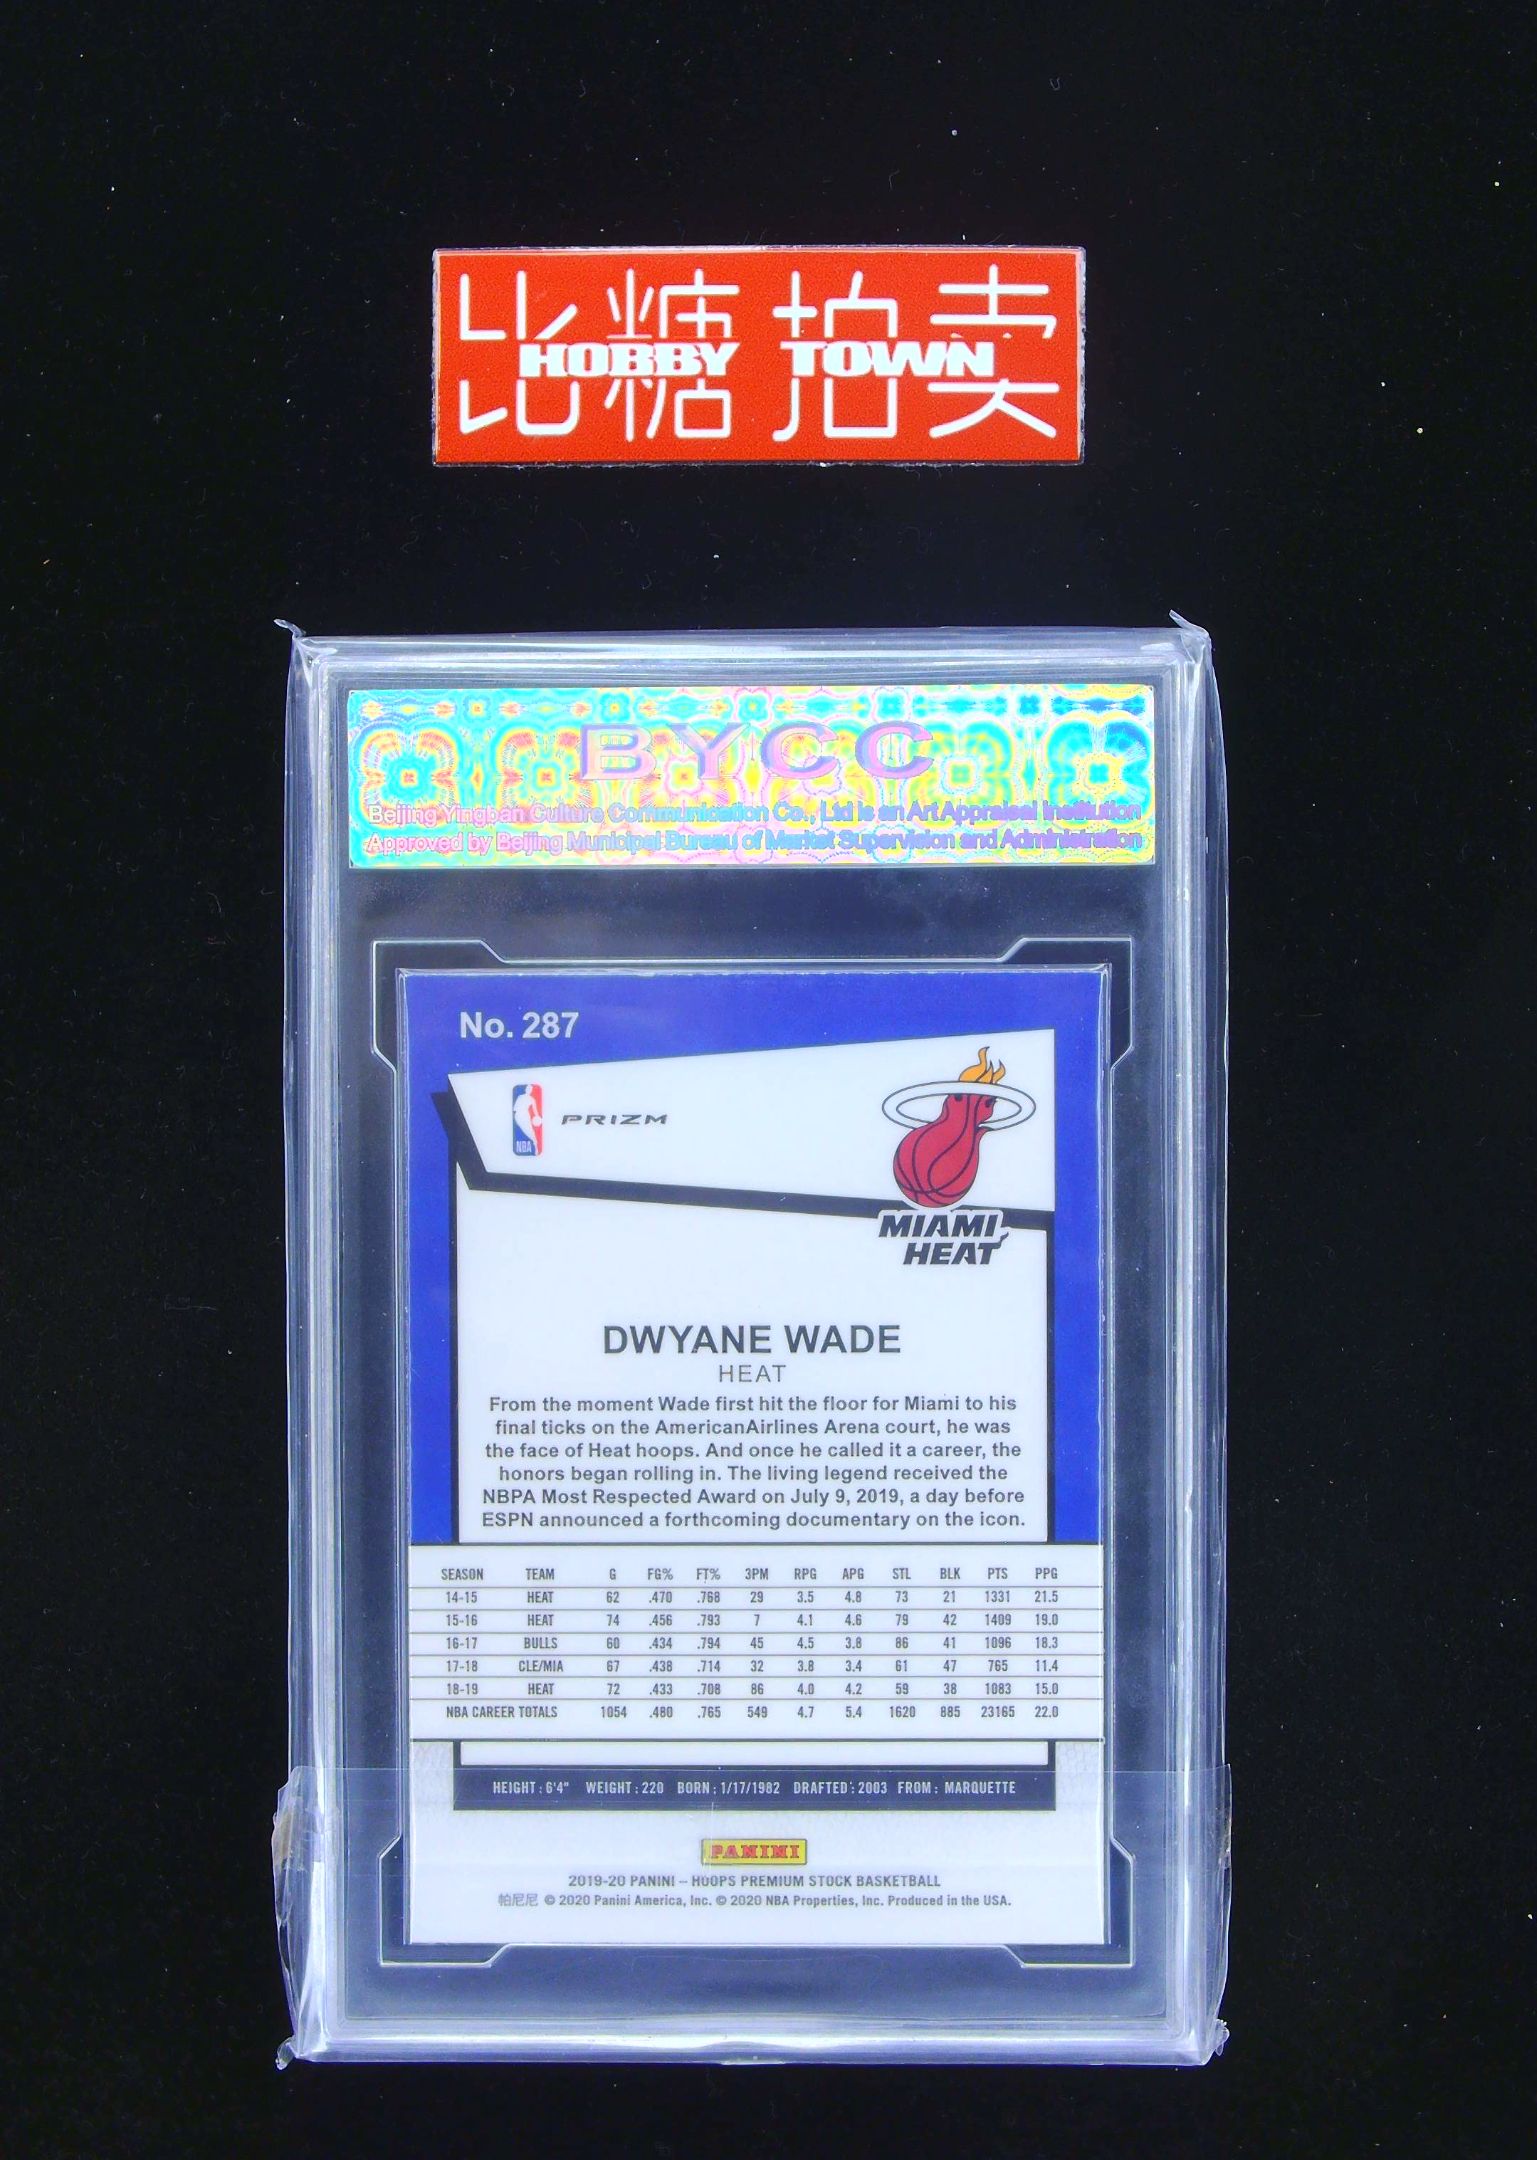 比糖拍卖
HOBBY TOWN
BYCC
Beijing Yingban Culture Communication Co., Ltd is an Art Appraisal Institution
Approved by Beijing Municipal Bureau of Market Supervision and Administration
No. 287
NBA
PRIZM
MIAMI
HEAT
DWYANE WADE
HEAT
From the moment Wade first hit the floor for Miami to his
final ticks on the AmericanAirlines Arena court, he was
the face of Heat hoops. And once he called it a career, the
honors began rolling in. The living legend received the
NBPA Most Respected Award on July 9, 2019, a day before
ESPN announced a forthcoming documentary on the icon.
SEASON TEAM G FG% FT% 3PM RPG APG STL BLK PTS PPG
14-15 HEAT 62 .470 .768 29 3.5 4.8 73 21 1331 21.5
15-16 HEAT 74 .456 .793 7 4.1 4.6 79 42 1409 19.0
16-17 BULLS 60 .434 .794 45 4.5 3.8 86 41 1096 18.3
17-18 CLE/MIA 67 .438 .714 32 3.8 3.4 61 47 765 11.4
18-19 HEAT 72 .433 .708 86 4.0 4.2 59 38 1083 15.0
NBA CAREER TOTALS 1054 .480 .765 549 4.7 5.4 1620 885 23165 22.0
HEIGHT: 6'4" WEIGHT: 220 BORN: 1/17/1982 DRAFTED: 2003 FROM: MARQUETTE
PANINI
2019-20 PANINI – HOOPS PREMIUM STOCK BASKETBALL
帕尼尼 © 2020 Panini America, Inc. © 2020 NBA Properties, Inc. Produced in the USA.